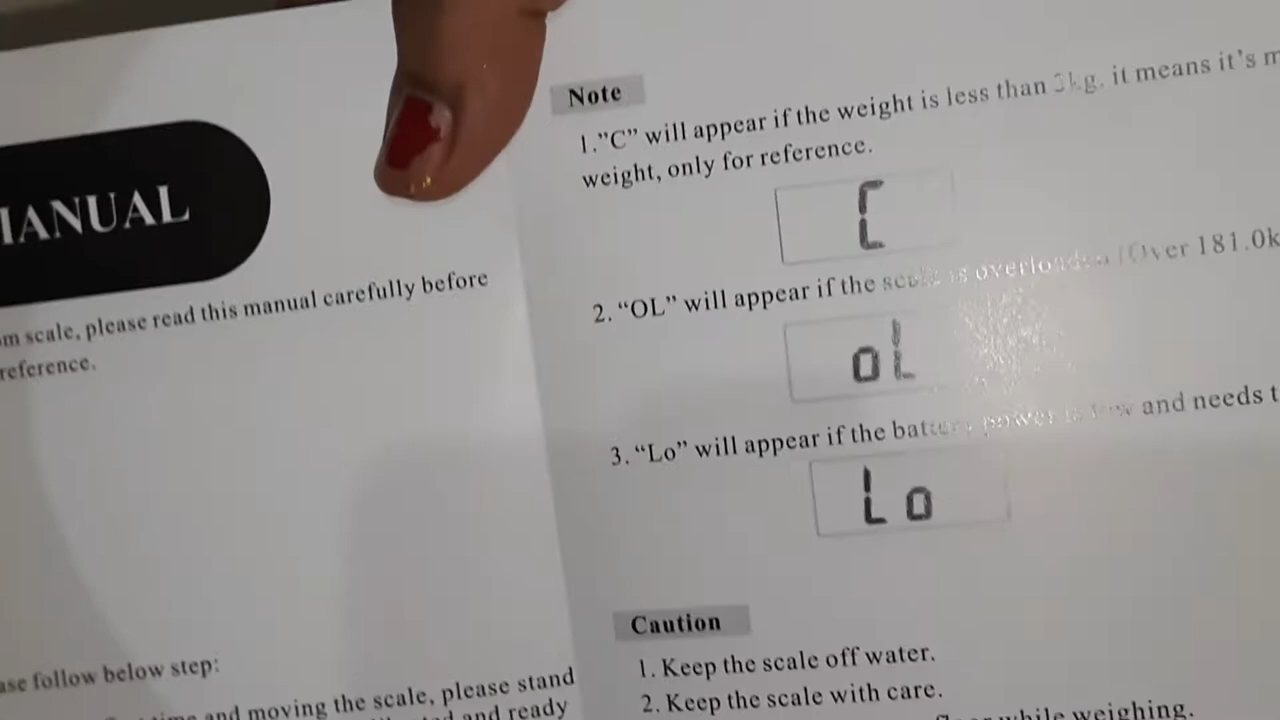 MANUAL
scale, please read this manual carefully before
reference.
follow below step:
and moving the scale, please stand
and ready
Note
1."C" will appear if the weight is less than 3kg. it means it's
weight, only for reference.
C
2. “OL” will appear if the scale is overloaded (Over 181.0k
oL
3. “Lo” will appear if the battery power is low and needs
Lo
Caution
1. Keep the scale off water.
2. Keep the scale with care.
while weighing.